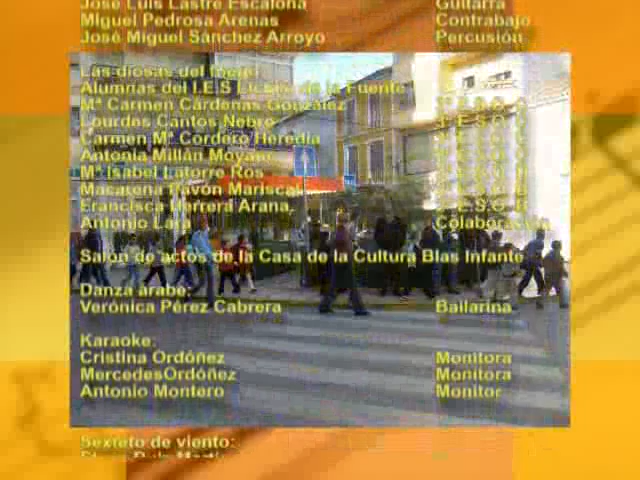 José Luis Lastre Escalona Guitarra
Miguel Pedrosa Arenas Contrabajo
José Miguel Sánchez Arroyo Percusión
Las diosas del
Alumnas del I.E.S de la Fuente
Mª Carmen Cárdenas González
Lourdes Cantos Nebro
Carmen Mª Cordero Heredia
Antonia Millán Moyano
Mª Isabel Latorre Ros
Macarena Pavón Mariscal
Francisca Herrera Arana
Antonio Lara Colaboración
Salón de actos de la Casa de la Cultura Blas Infante
Danza árabe:
Verónica Pérez Cabrera Bailarina
Karaoke:
Cristina Ordóñez Monitora
MercedesOrdóñez Monitora
Antonio Montero Monitor
Sexteto de viento: